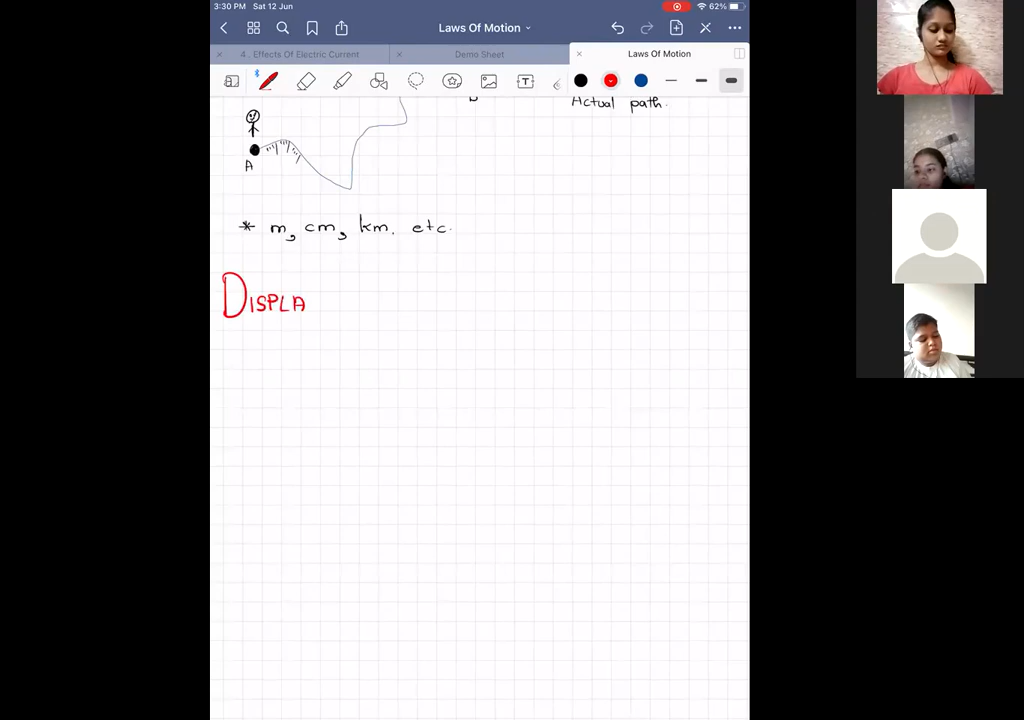 3:30 PM Sat 12 Jun 62%
Laws Of Motion
4 . Effects Of Electric Current Demo Sheet Laws Of Motion
T
Actual path.
A
* m, cm, km. etc.
DISPLA